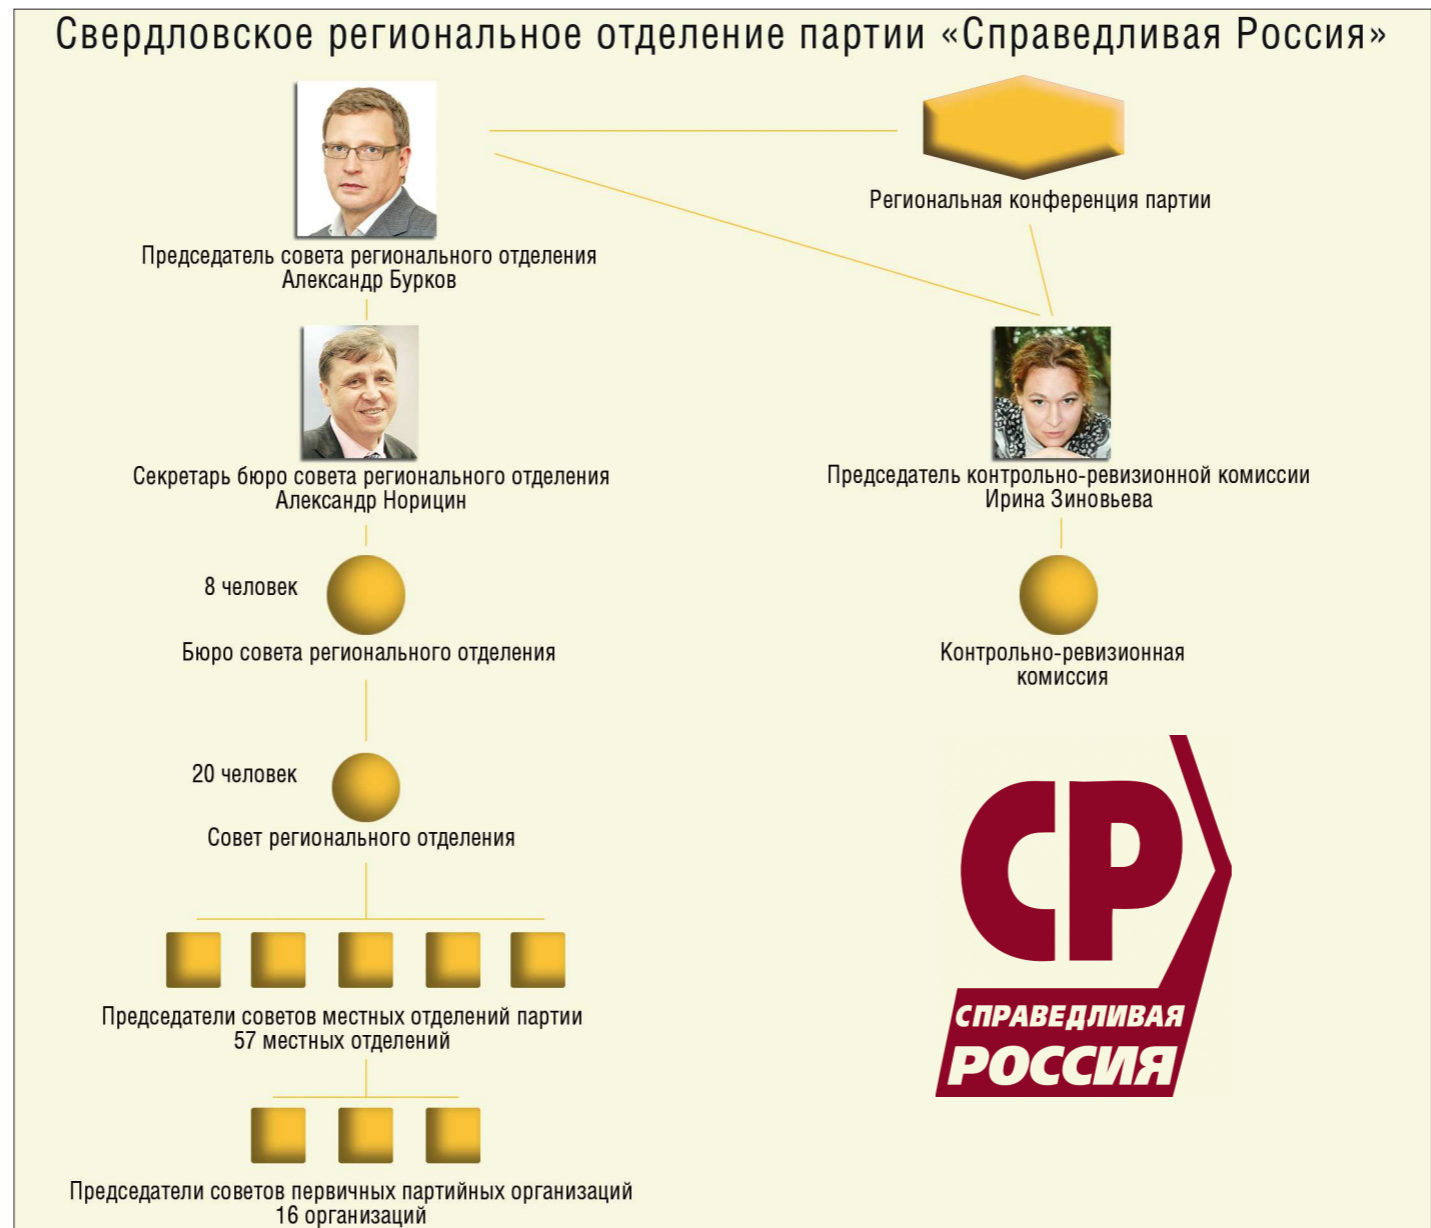 Свердловское региональное отделение партии «Справедливая Россия»
Региональная конференция партии
Председатель совета регионального отделения
Александр Бурков
Секретарь бюро совета регионального отделения
Александр Норицин
Председатель контрольно-ревизионной комиссии
Ирина Зиновьева
8 человек
Бюро совета регионального отделения
Контрольно-ревизионная
комиссия
20 человек
Совет регионального отделения
СР
СПРАВЕДЛИВАЯ
РОССИЯ
Председатели советов местных отделений партии
57 местных отделений
Председатели советов первичных партийных организаций
16 организаций